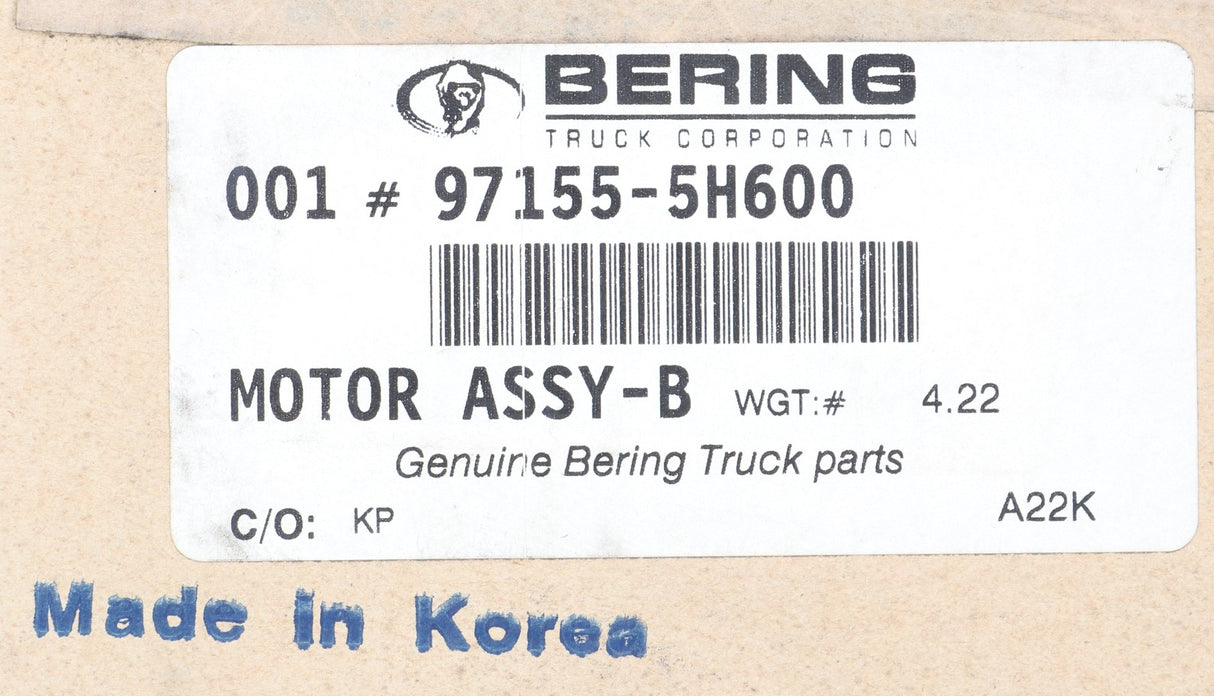 BERING
TRUCK CORPORATION
001 # 97155-5H600
MOTOR ASSY-B WGT:# 4.22
Genuine Bering Truck parts
C/O: KP A22K
Made in Korea